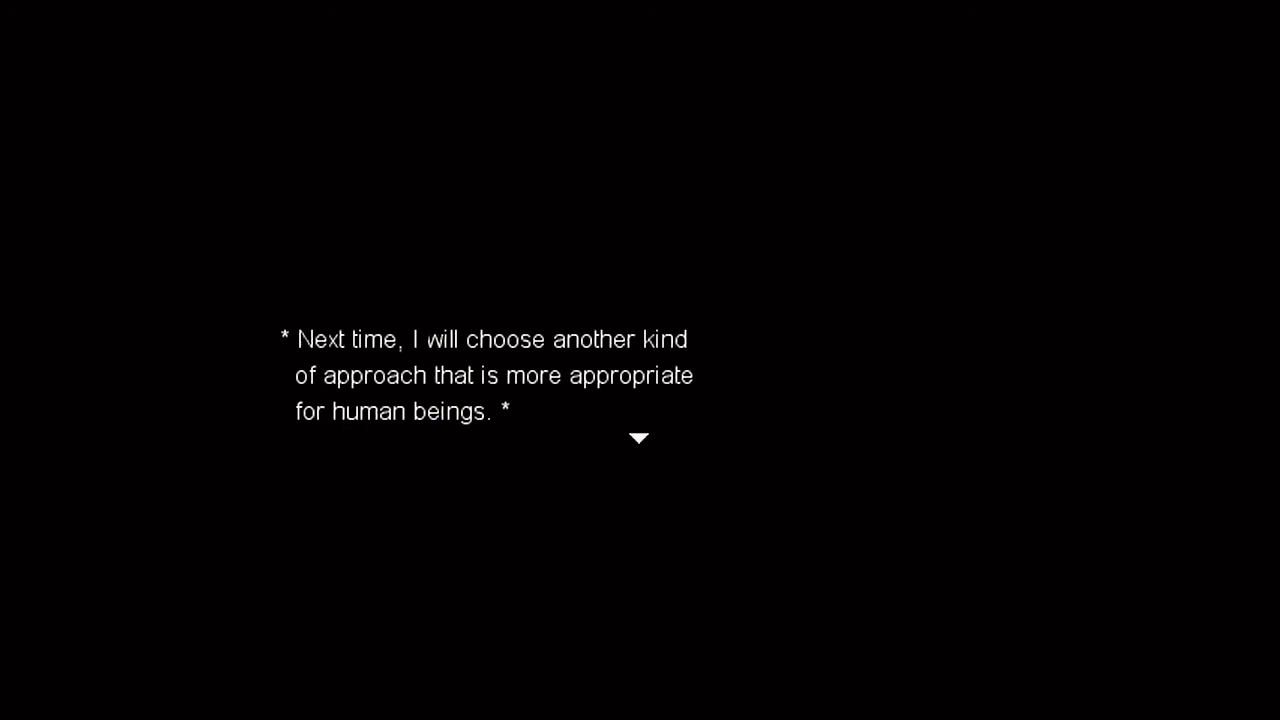 * Next time, I will choose another kind
of approach that is more appropriate
for human beings. *